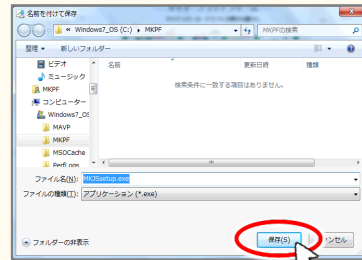 名前を付けて保存
« Windows7_OS (C:) ▸ MKPF
MKPFの検索
整理 新しいフォルダー
名前 更新日時 種類
検索条件に一致する項目はありません。
ビデオ
ミュージック
MKPF
コンピューター
Windows7_OS
MAVP
MKPF
MSOCache
PerfLogs
ファイル名(N): MKJSsetup.exe
ファイルの種類(T): アプリケーション (*.exe)
フォルダーの非表示
保存(S)
ンセル